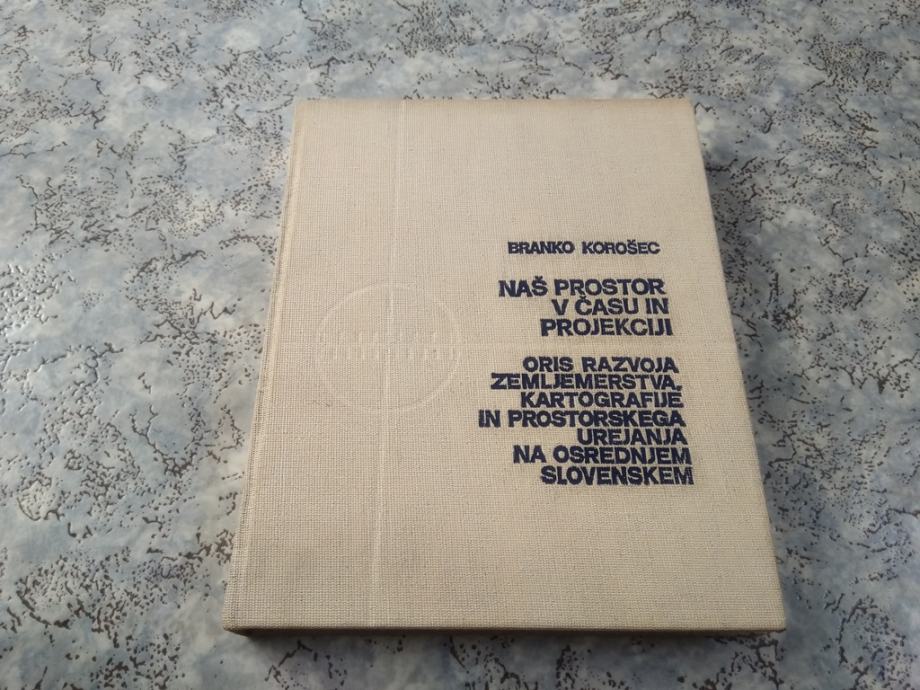 BRANKO KOROŠEC
NAŠ PROSTOR
V ČASU IN
PROJEKCIJI
ORIS RAZVOJA
ZEMLJEMERSTVA,
KARTOGRAFIJE
IN PROSTORSKEGA
UREJANJA
NA OSREDNJEM
SLOVENSKEM